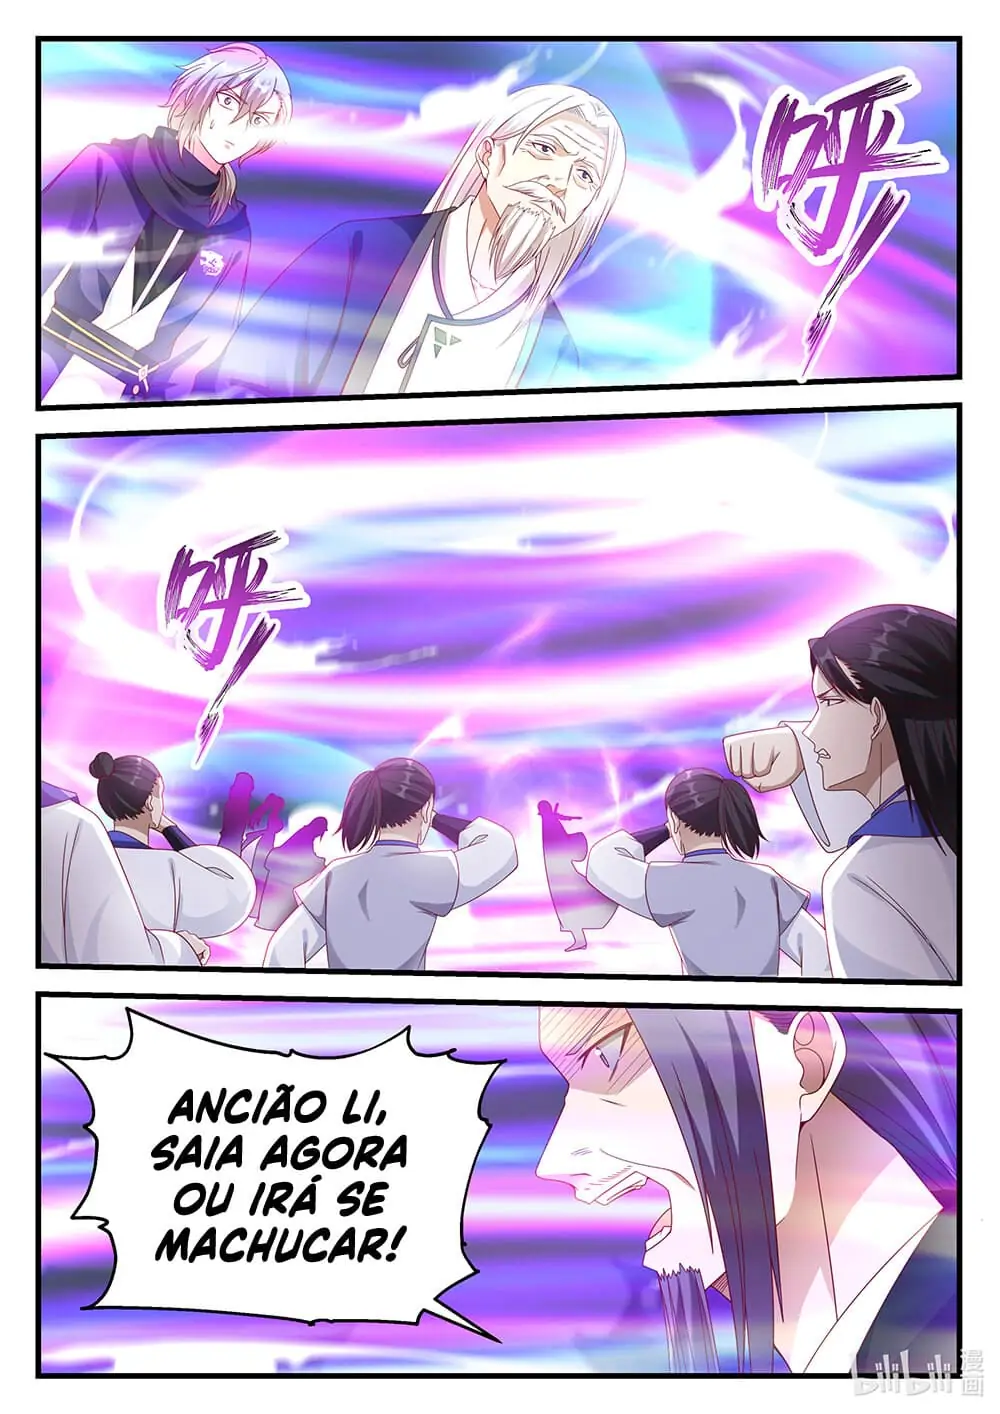 呼
呼
ANCIÃO LI,
SAIA AGORA
OU IRÁ SE
MACHUCAR!
bilibili 漫画